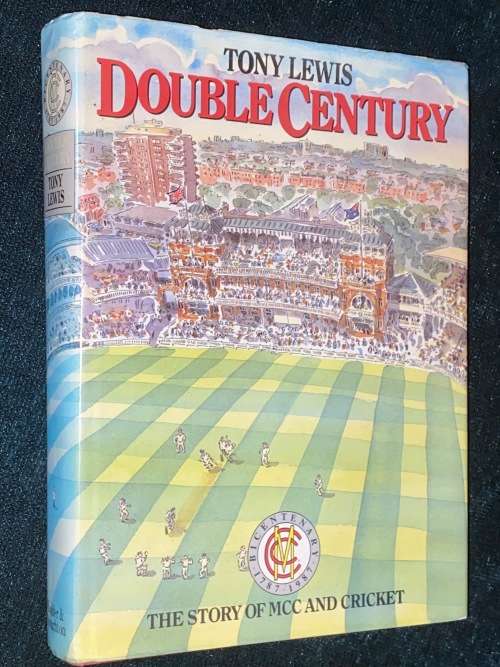 TONY LEWIS
DOUBLE CENTURY
BICENTENARY
MCC
1787·1987
THE STORY OF MCC AND CRICKET
TONY
LEWIS